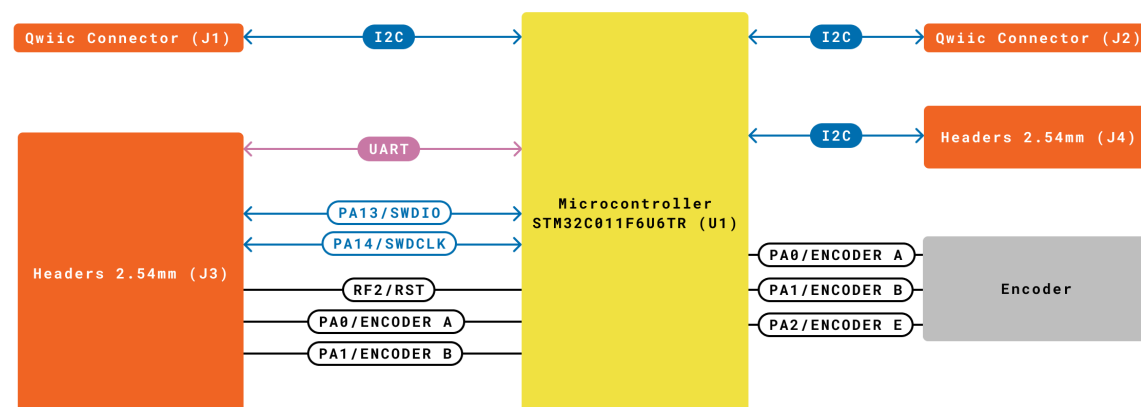 Qwiic Connector (J1)
I2C
I2C
Qwiic Connector (J2)
I2C
Headers 2.54mm (J4)
UART
Microcontroller
STM32C011F6U6TR (U1)
PA13/SWDIO
PA14/SWDCLK
Headers 2.54mm (J3)
RF2/RST
PA0/ENCODER A
PA1/ENCODER B
PA0/ENCODER A
PA1/ENCODER B
PA2/ENCODER E
Encoder